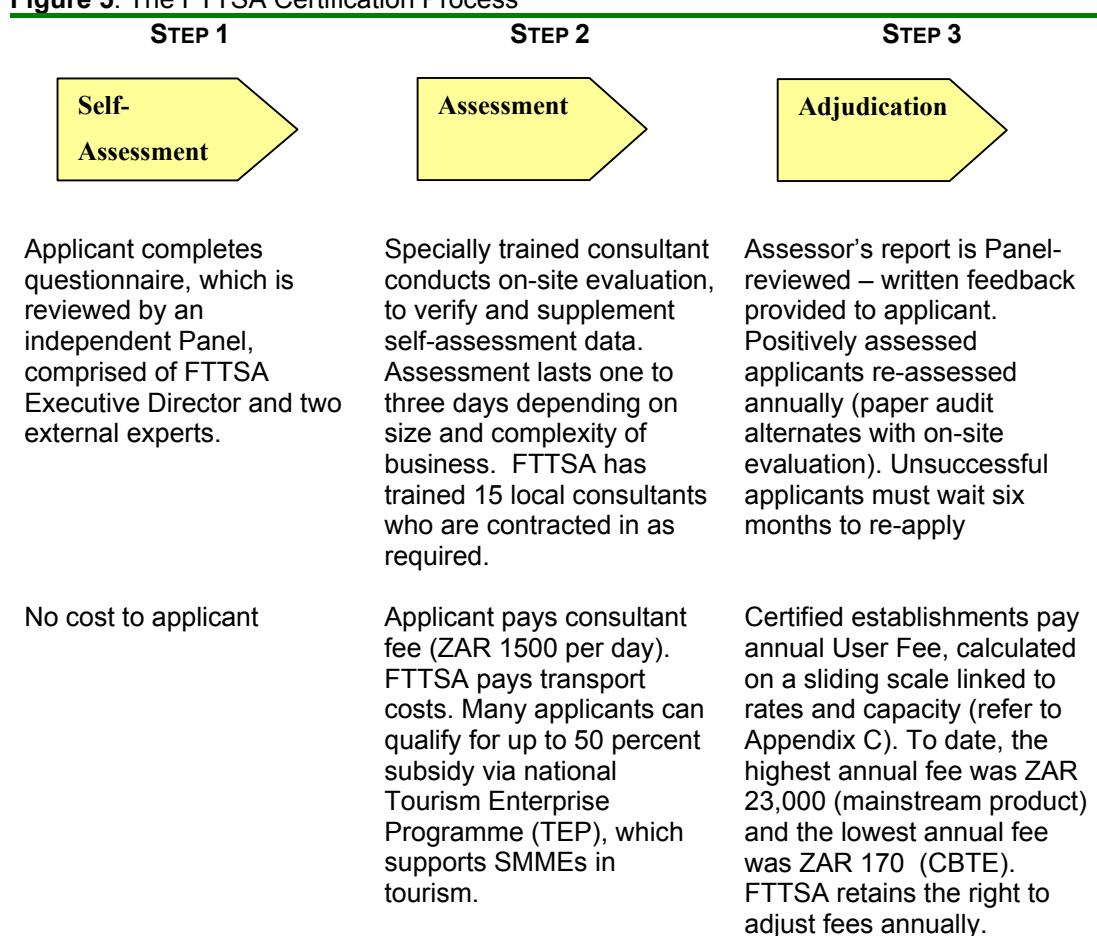 Figure 3: The FTTSA Certification Process
STEP 1
STEP 2
STEP 3
Self-
Assessment
Assessment
Adjudication
Applicant completes
questionnaire, which is
reviewed by an
independent Panel,
comprised of FTTSA
Executive Director and two
external experts.
Specially trained consultant
conducts on-site evaluation,
to verify and supplement
self-assessment data.
Assessment lasts one to
three days depending on
size and complexity of
business. FTTSA has
trained 15 local consultants
who are contracted in as
required.
Assessor’s report is Panel-
reviewed – written feedback
provided to applicant.
Positively assessed
applicants re-assessed
annually (paper audit
alternates with on-site
evaluation). Unsuccessful
applicants must wait six
months to re-apply
No cost to applicant
Applicant pays consultant
fee (ZAR 1500 per day).
FTTSA pays transport
costs. Many applicants can
qualify for up to 50 percent
subsidy via national
Tourism Enterprise
Programme (TEP), which
supports SMMEs in
tourism.
Certified establishments pay
annual User Fee, calculated
on a sliding scale linked to
rates and capacity (refer to
Appendix C). To date, the
highest annual fee was ZAR
23,000 (mainstream product)
and the lowest annual fee
was ZAR 170 (CBTE).
FTTSA retains the right to
adjust fees annually.